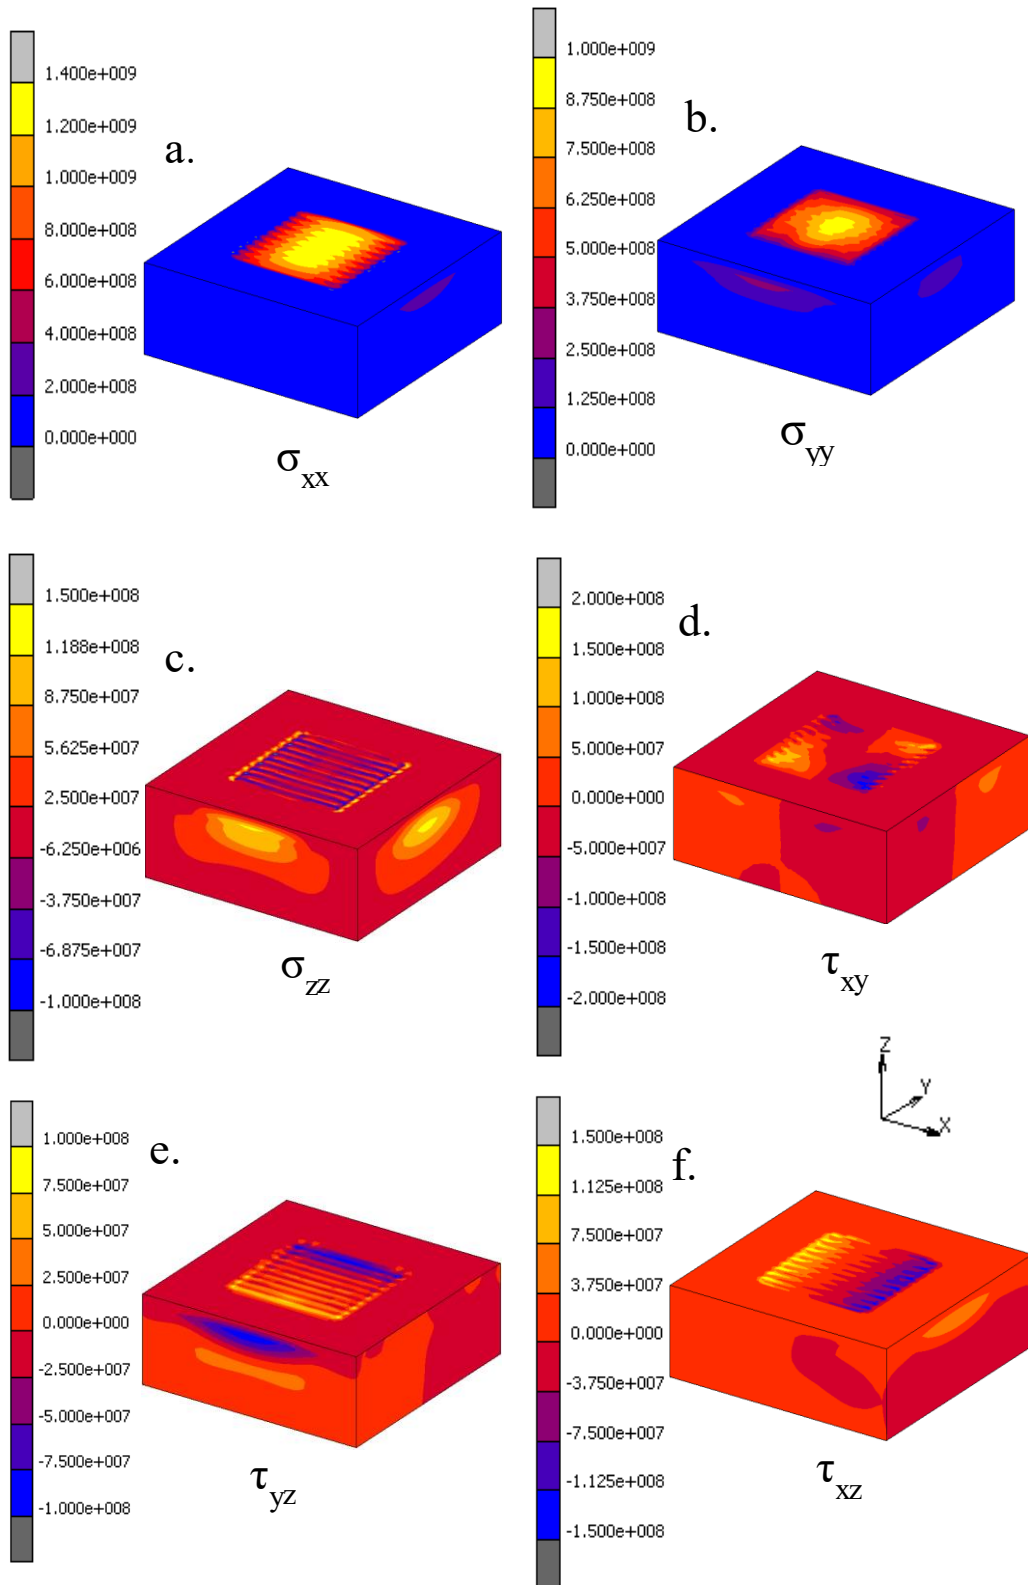 a.
1.400e+009
1.200e+009
1.000e+009
8.000e+008
6.000e+008
4.000e+008
2.000e+008
0.000e+000
σxx
b.
1.000e+009
8.750e+008
7.500e+008
6.250e+008
5.000e+008
3.750e+008
2.500e+008
1.250e+008
0.000e+000
σyy
c.
1.500e+008
1.188e+008
8.750e+007
5.625e+007
2.500e+007
-6.250e+006
-3.750e+007
-6.875e+007
-1.000e+008
σzz
d.
2.000e+008
1.500e+008
1.000e+008
5.000e+007
0.000e+000
-5.000e+007
-1.000e+008
-1.500e+008
-2.000e+008
τxy
Z
Y
X
e.
1.000e+008
7.500e+007
5.000e+007
2.500e+007
0.000e+000
-2.500e+007
-5.000e+007
-7.500e+007
-1.000e+008
τyz
f.
1.500e+008
1.125e+008
7.500e+007
3.750e+007
0.000e+000
-3.750e+007
-7.500e+007
-1.125e+008
-1.500e+008
τxz